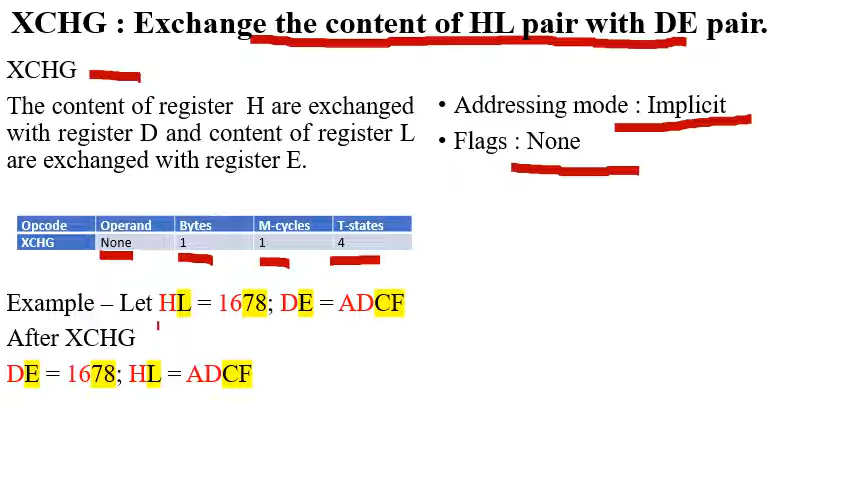 XCHG : Exchange the content of HL pair with DE pair.
XCHG
The content of register H are exchanged
with register D and content of register L
are exchanged with register E.
• Addressing mode : Implicit
• Flags : None
Opcode Operand Bytes M-cycles T-states
XCHG None 1 1 4
Example – Let HL = 1678; DE = ADCF
After XCHG
DE = 1678; HL = ADCF